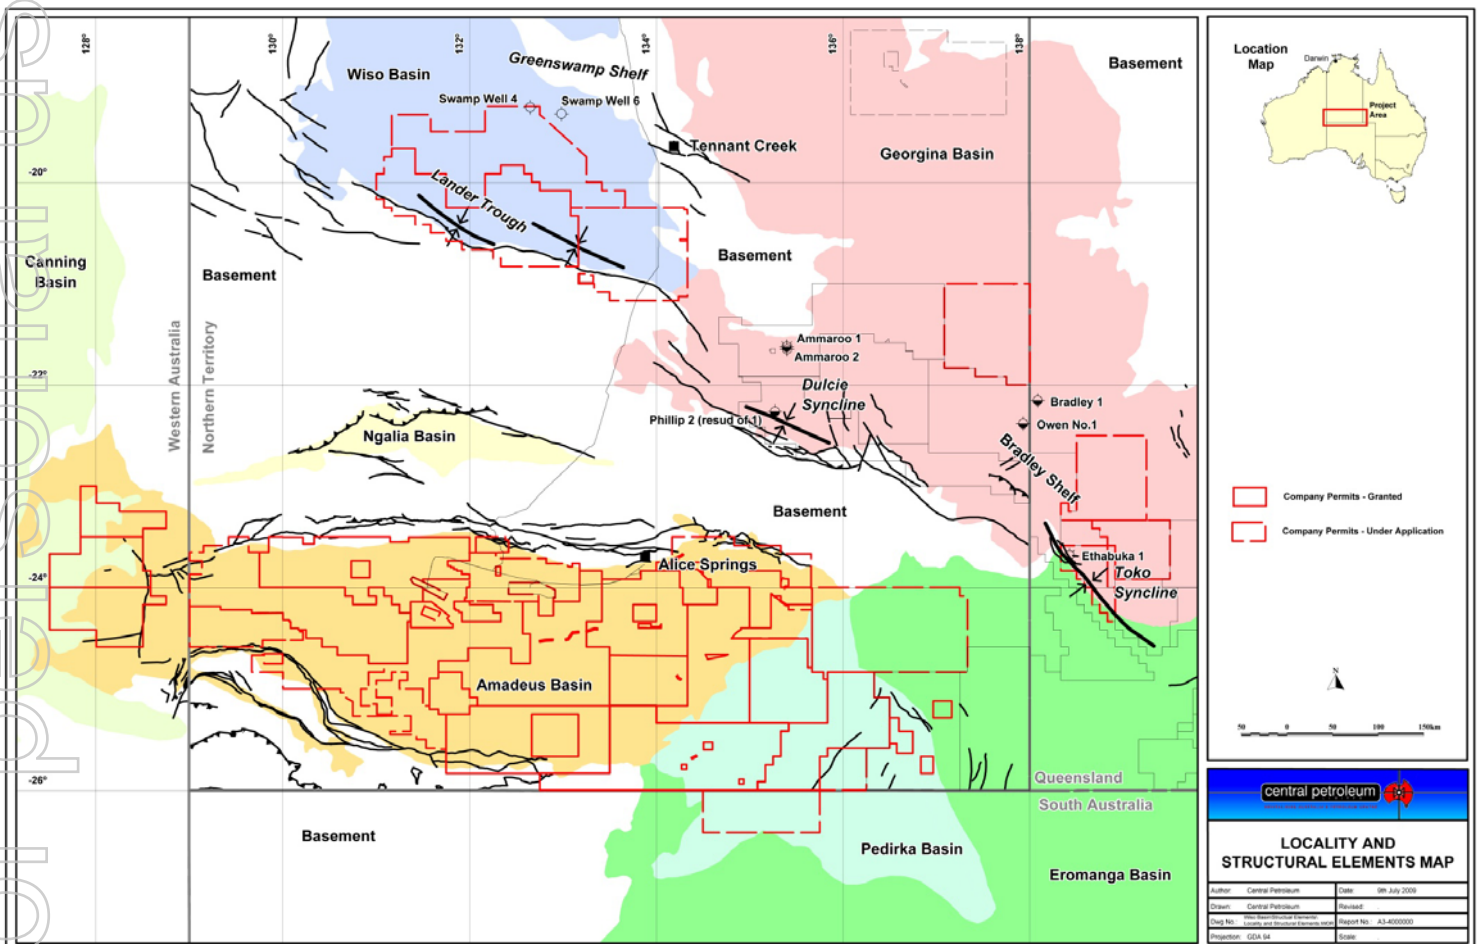 128°
130°
132°
134°
136°
138°
Wiso Basin
Greenswamp Shelf
Swamp Well 4
Swamp Well 6
Tennant Creek
Georgina Basin
Basement
-20°
Lander Trough
Canning
Basin
Basement
Basement
Western Australia
Northern Territory
Ammaroo 1
Ammaroo 2
-22°
Dulcie
Syncline
Phillip 2 (resud of 1)
Bradley 1
Owen No.1
Bradley Shelf
Ngalia Basin
Basement
-24°
Alice Springs
Ethabuka 1
Toko
Syncline
Amadeus Basin
-26°
Queensland
South Australia
Basement
Pedirka Basin
Eromanga Basin
Location
Map
Darwin
Project
Area
Company Permits - Granted
Company Permits - Under Application
N
50 0 50 100 150km
central petroleum
LOCALITY AND
STRUCTURAL ELEMENTS MAP
Author: Central Petroleum Date: 9th July 2009
Drawn: Central Petroleum Revised:
Dwg No.: Report No.: A3-4000000
Projection: GDA 94 Scale: